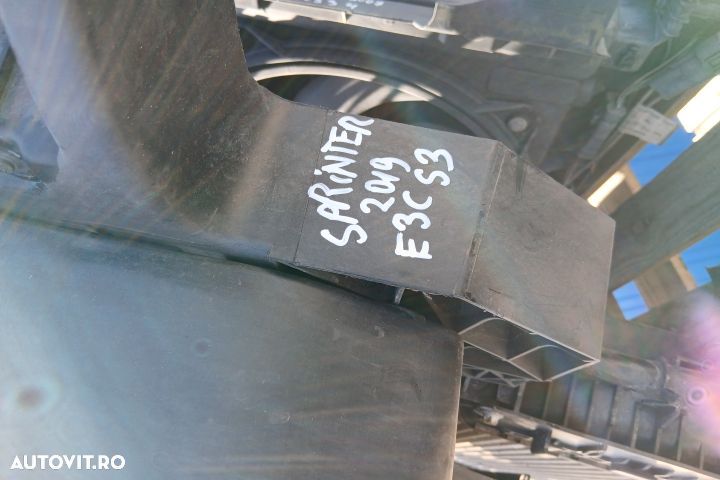 SPRINTER
2019
E3C S3
AUTOVIT.RO